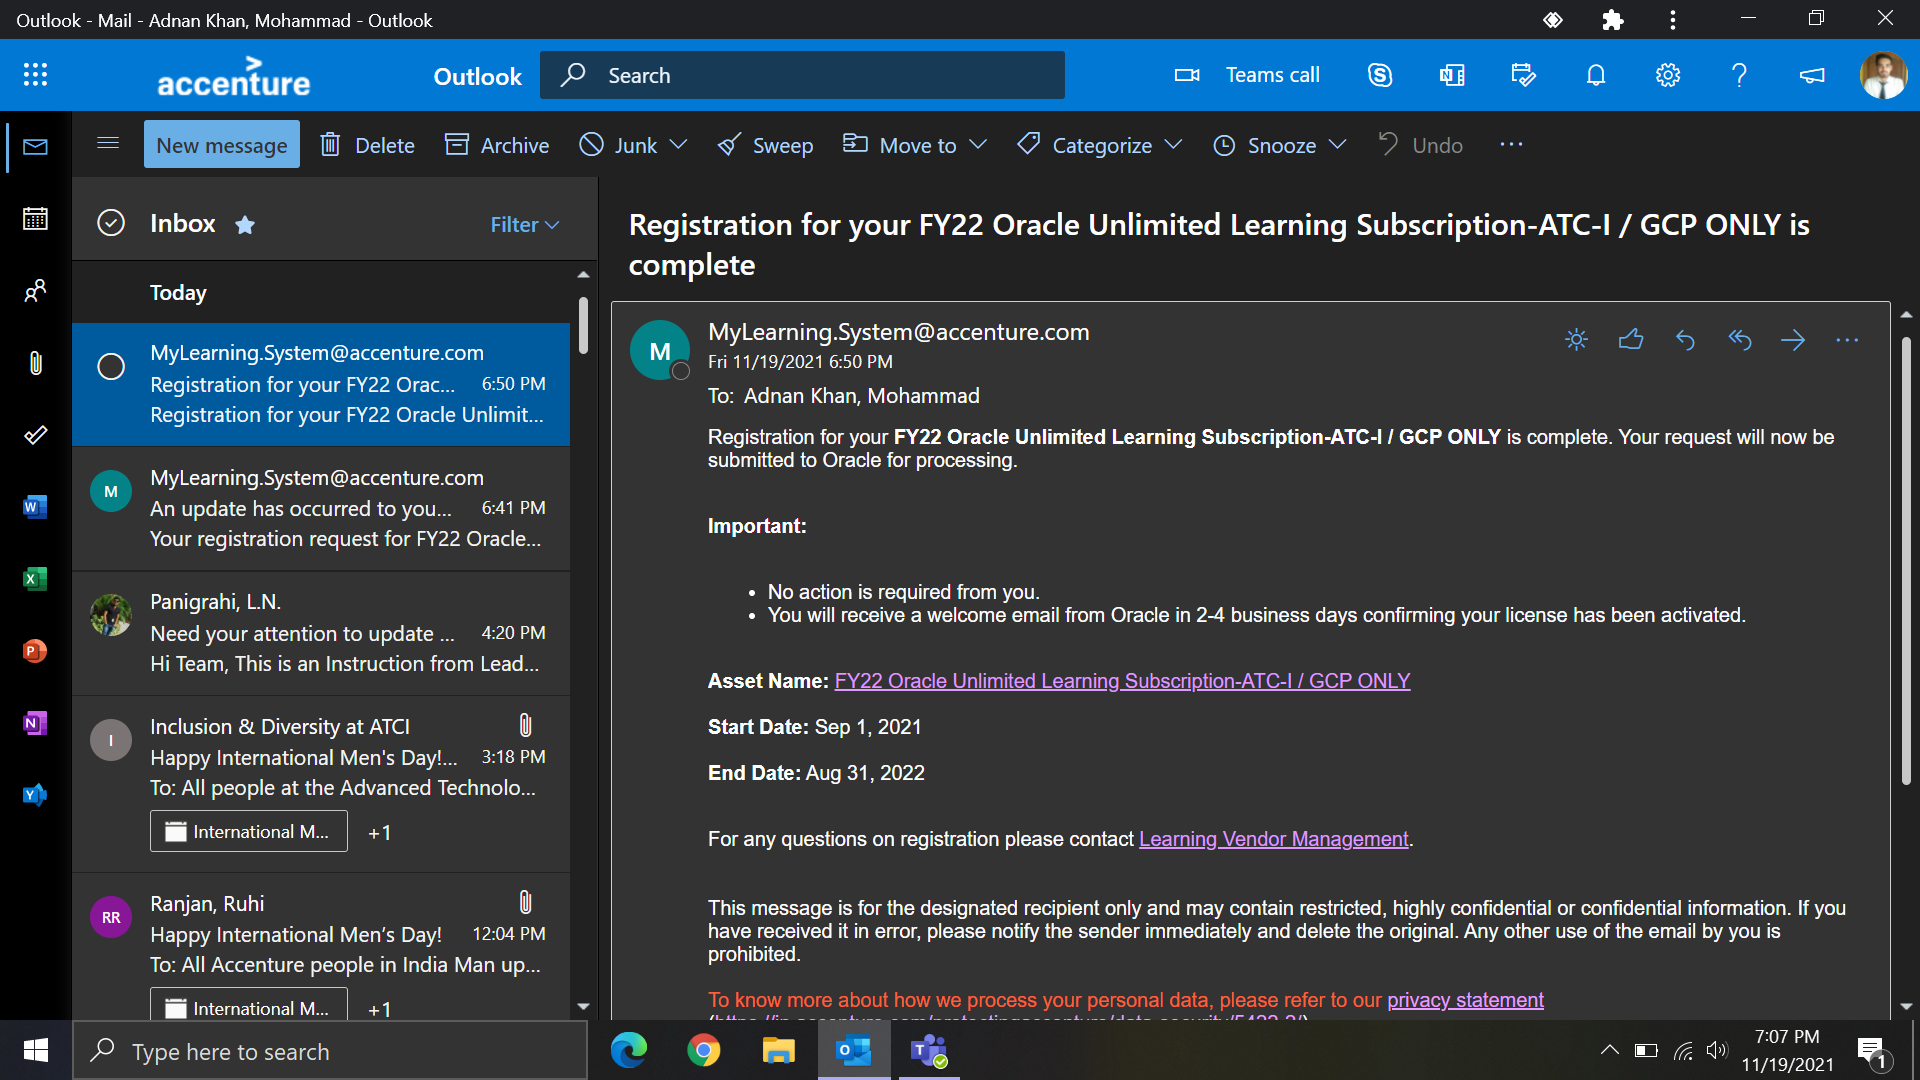 Outlook - Mail - Adnan Khan, Mohammad - Outlook
accenture
Outlook
Search
Teams call
New message
Delete
Archive
Junk
Sweep
Move to
Categorize
Snooze
Undo
Inbox
Filter
Today
MyLearning.System@accenture.com
Registration for your FY22 Orac... 6:50 PM
Registration for your FY22 Oracle Unlimit...
M
MyLearning.System@accenture.com
An update has occurred to you... 6:41 PM
Your registration request for FY22 Oracle...
Panigrahi, L.N.
Need your attention to update ... 4:20 PM
Hi Team, This is an Instruction from Lead...
I
Inclusion & Diversity at ATCI
Happy International Men's Day!... 3:18 PM
To: All people at the Advanced Technolo...
International M... +1
RR
Ranjan, Ruhi
Happy International Men’s Day! 12:04 PM
To: All Accenture people in India Man up...
International M... +1
Registration for your FY22 Oracle Unlimited Learning Subscription-ATC-I / GCP ONLY is
complete
M
MyLearning.System@accenture.com
Fri 11/19/2021 6:50 PM
To: Adnan Khan, Mohammad
Registration for your FY22 Oracle Unlimited Learning Subscription-ATC-I / GCP ONLY is complete. Your request will now be
submitted to Oracle for processing.
Important:
• No action is required from you.
• You will receive a welcome email from Oracle in 2-4 business days confirming your license has been activated.
Asset Name: FY22 Oracle Unlimited Learning Subscription-ATC-I / GCP ONLY
Start Date: Sep 1, 2021
End Date: Aug 31, 2022
For any questions on registration please contact Learning Vendor Management.
This message is for the designated recipient only and may contain restricted, highly confidential or confidential information. If you
have received it in error, please notify the sender immediately and delete the original. Any other use of the email by you is
prohibited.
To know more about how we process your personal data, please refer to our privacy statement
Type here to search
7:07 PM
11/19/2021
1